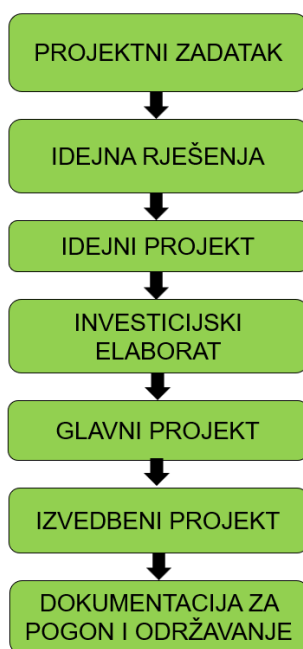 PROJEKTNI ZADATAK
IDEJNA RJEŠENJA
IDEJNI PROJEKT
INVESTICIJSKI
ELABORAT
GLAVNI PROJEKT
IZVEDBENI PROJEKT
DOKUMENTACIJA ZA
POGON I ODRŽAVANJE